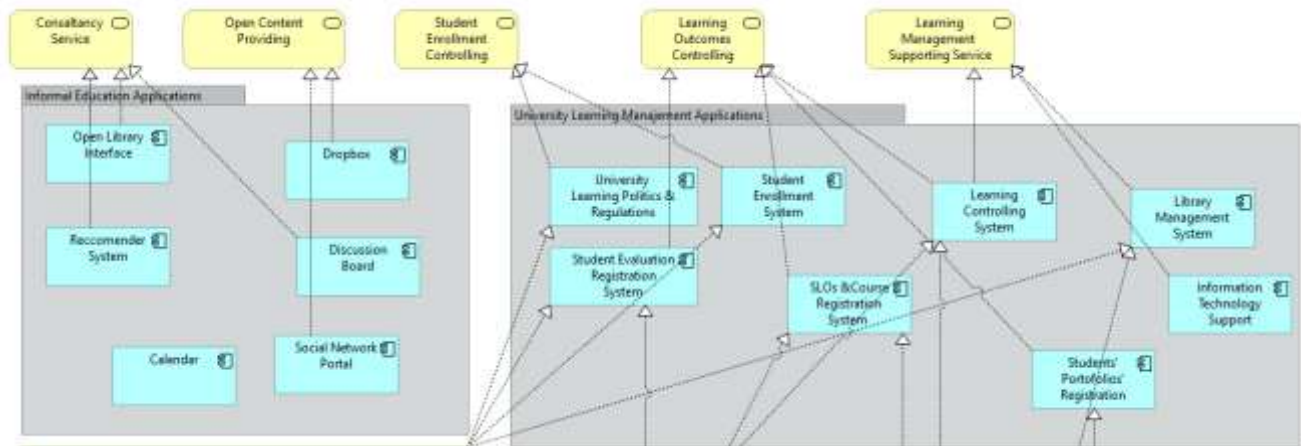 Consaltancy
Service
Open Content
Providing
Student
Enrollment
Controlling
Learning
Outcomes
Controlling
Learning
Management
Supporting Service
Informal Education Applications
Open Library
Interface
Dropbox
Reccomender
System
Discussion
Board
Calendar
Social Network
Portal
University Learning Manajement Applications
University
Learning Politics &
Regulations
Student
Enrollment
System
Learning
Controlling
System
Library
Management
System
Student Evaluation
Registration
System
SLOs &Course
Registration
System
Information
Technology
Support
Students'
Portofolios'
Registration